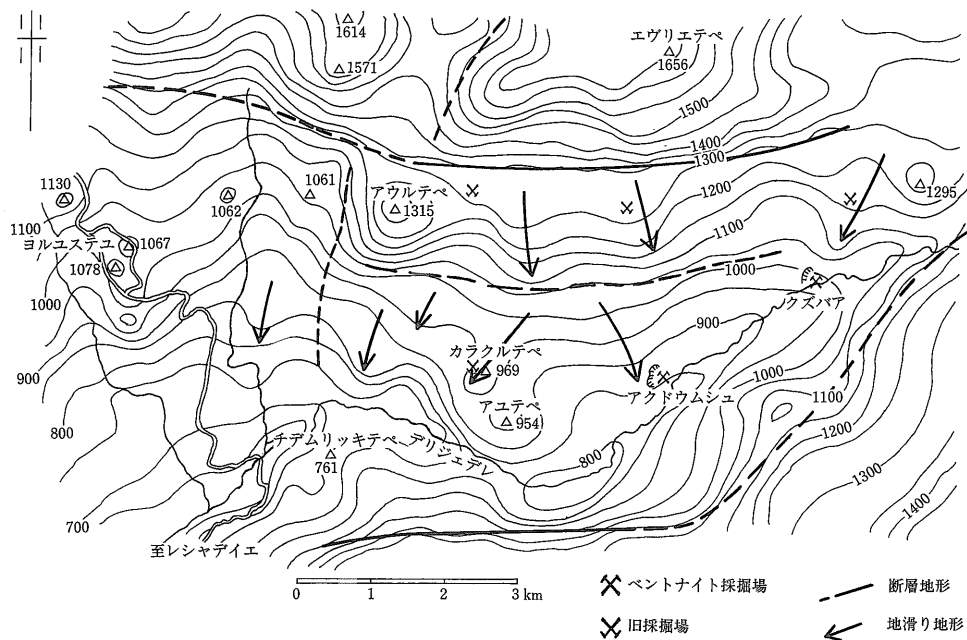 1614
1571
エヴリエテペ
1656
1500
1400
1300
1130
1062
1061
アウルテペ
1315
1200
1295
1100
1100
ヨルユステユ
1067
1078
1000
1000
クズバア
900
900
カラクルテペ
969
1000
1100
アクドウムシュ
アユテペ
954
800
1200
チデムリッキテペ
デリジェデレ
761
800
1300
700
1400
至レシャデイエ
0 1 2 3 km
ベントナイト採掘場
断層地形
旧採掘場
地滑り地形